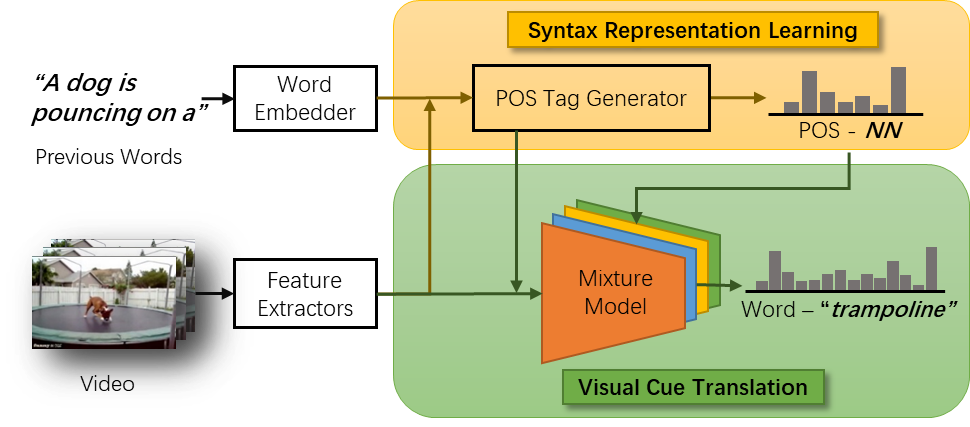 Syntax Representation Learning
“A dog is
pouncing on a”
Previous Words
Word
Embedder
POS Tag Generator
POS - NN
Feature
Extractors
Video
Mixture
Model
Word – “trampoline”
Visual Cue Translation